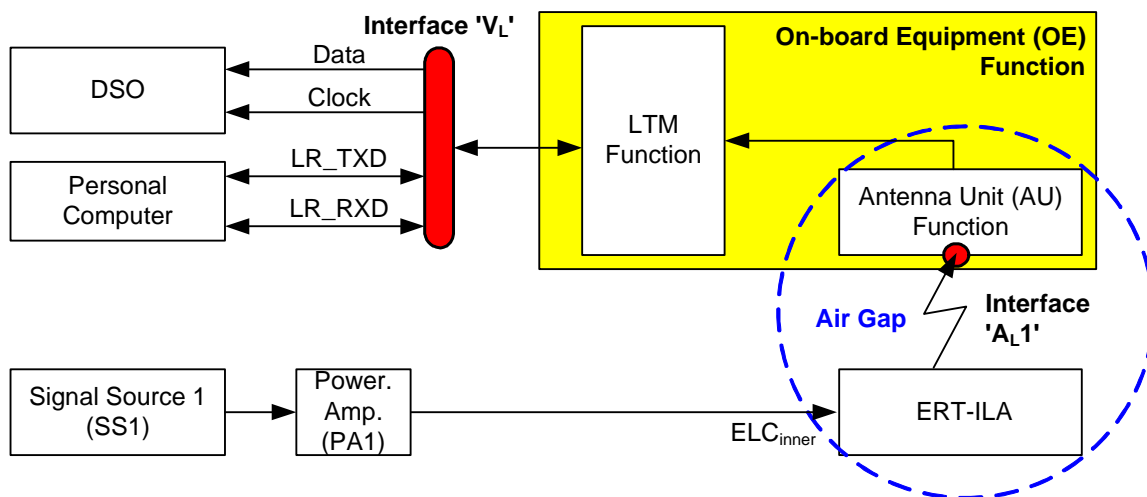 Interface 'VL'
On-board Equipment (OE)
Function
Data
DSO
Clock
LTM
Function
LR_TXD
Personal
Computer
LR_RXD
Antenna Unit (AU)
Function
Air Gap
Interface
'AL1'
Signal Source 1
(SS1)
Power.
Amp.
(PA1)
ELCinner
ERT-ILA